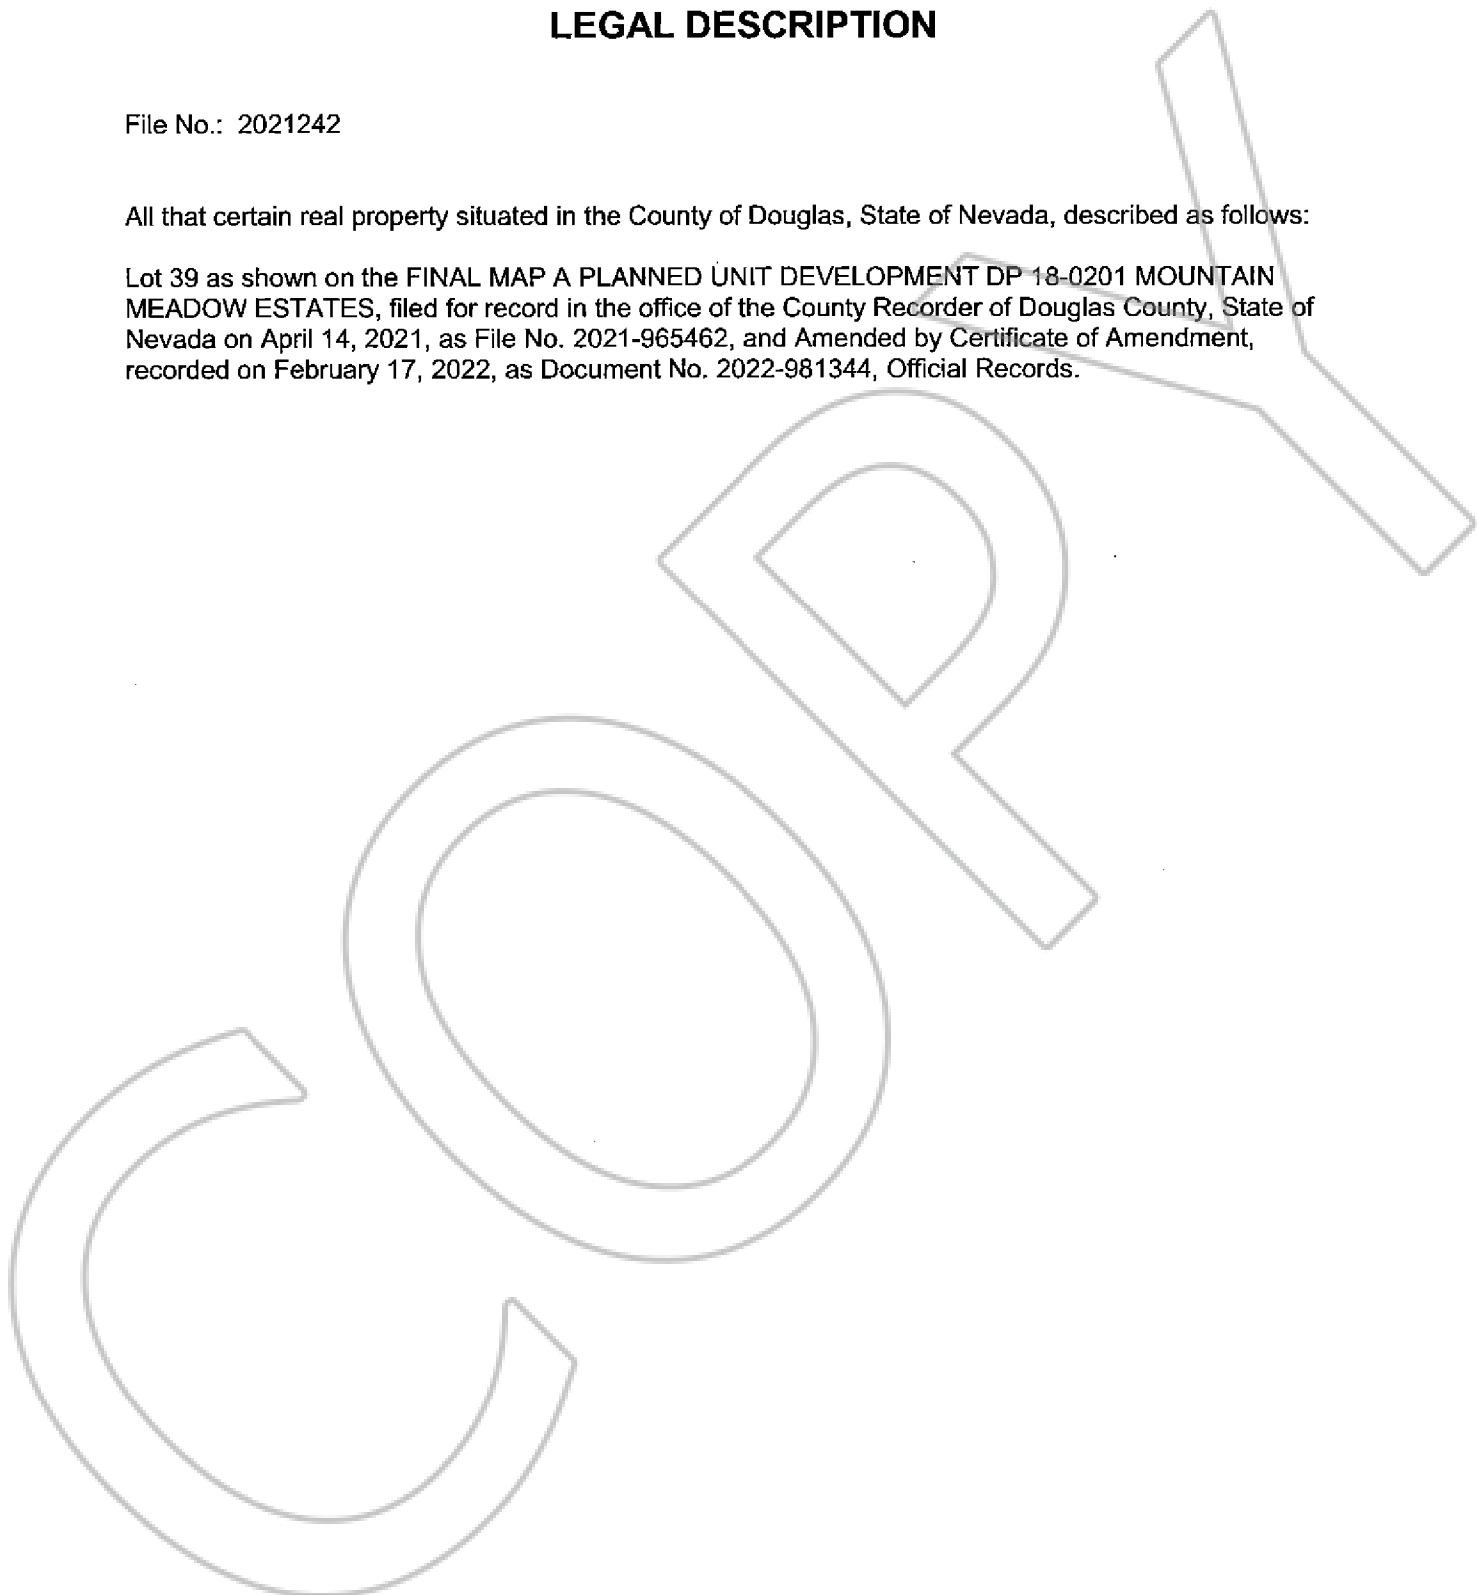 LEGAL DESCRIPTION
File No.: 2021242
All that certain real property situated in the County of Douglas, State of Nevada, described as follows:
Lot 39 as shown on the FINAL MAP A PLANNED UNIT DEVELOPMENT DP 18-0201 MOUNTAIN
MEADOW ESTATES, filed for record in the office of the County Recorder of Douglas County, State of
Nevada on April 14, 2021, as File No. 2021-965462, and Amended by Certificate of Amendment,
recorded on February 17, 2022, as Document No. 2022-981344, Official Records.
COPY